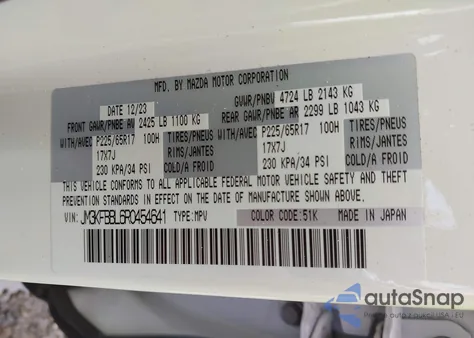 MFD. BY MAZDA MOTOR CORPORATION
DATE 12/23 GVWR/PNBV 4724 LB 2143 KG
FRONT GAWR/PNBE AV 2425 LB 1100 KG REAR GAWR/PNBE AR 2299 LB 1043 KG
WITH/AVEC P225/65R17 100H TIRES/PNEUS WITH/AVEC P225/65R17 100H TIRES/PNEUS
17X7J RIMS/JANTES 17X7J RIMS/JANTES
230 KPA/34 PSI COLD/A FROID 230 KPA/34 PSI COLD/A FROID
THIS VEHICLE CONFORMS TO ALL APPLICABLE FEDERAL MOTOR VEHICLE SAFETY,
BUMPER, AND THEFT PREVENTION STANDARDS IN EFFECT ON THE
DATE OF MANUFACTURE SHOWN ABOVE.
VIN: JM3KFBBL6R0454641 TYPE:MPV COLOR CODE:51K MADE IN JAPAN
autoSnap